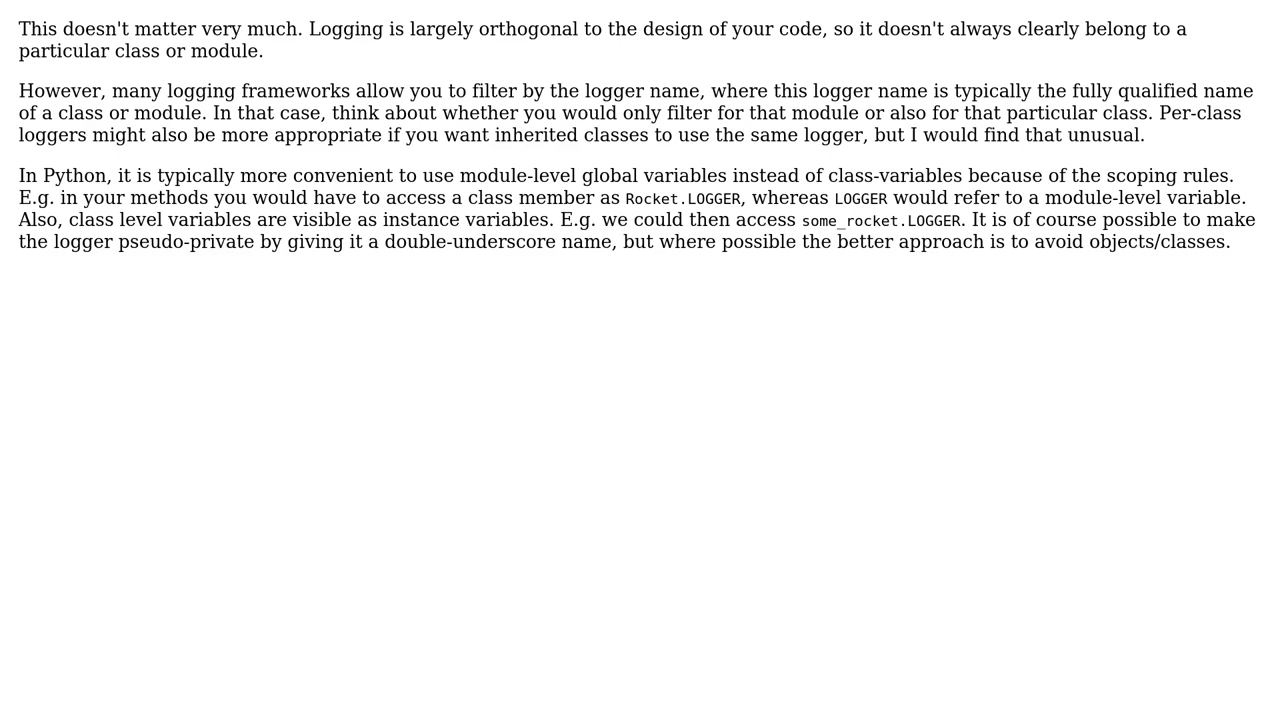 This doesn't matter very much. Logging is largely orthogonal to the design of your code, so it doesn't always clearly belong to a
particular class or module.
However, many logging frameworks allow you to filter by the logger name, where this logger name is typically the fully qualified name
of a class or module. In that case, think about whether you would only filter for that module or also for that particular class. Per-class
loggers might also be more appropriate if you want inherited classes to use the same logger, but I would find that unusual.
In Python, it is typically more convenient to use module-level global variables instead of class-variables because of the scoping rules.
E.g. in your methods you would have to access a class member as Rocket.LOGGER, whereas LOGGER would refer to a module-level variable.
Also, class level variables are visible as instance variables. E.g. we could then access some_rocket.LOGGER. It is of course possible to make
the logger pseudo-private by giving it a double-underscore name, but where possible the better approach is to avoid objects/classes.